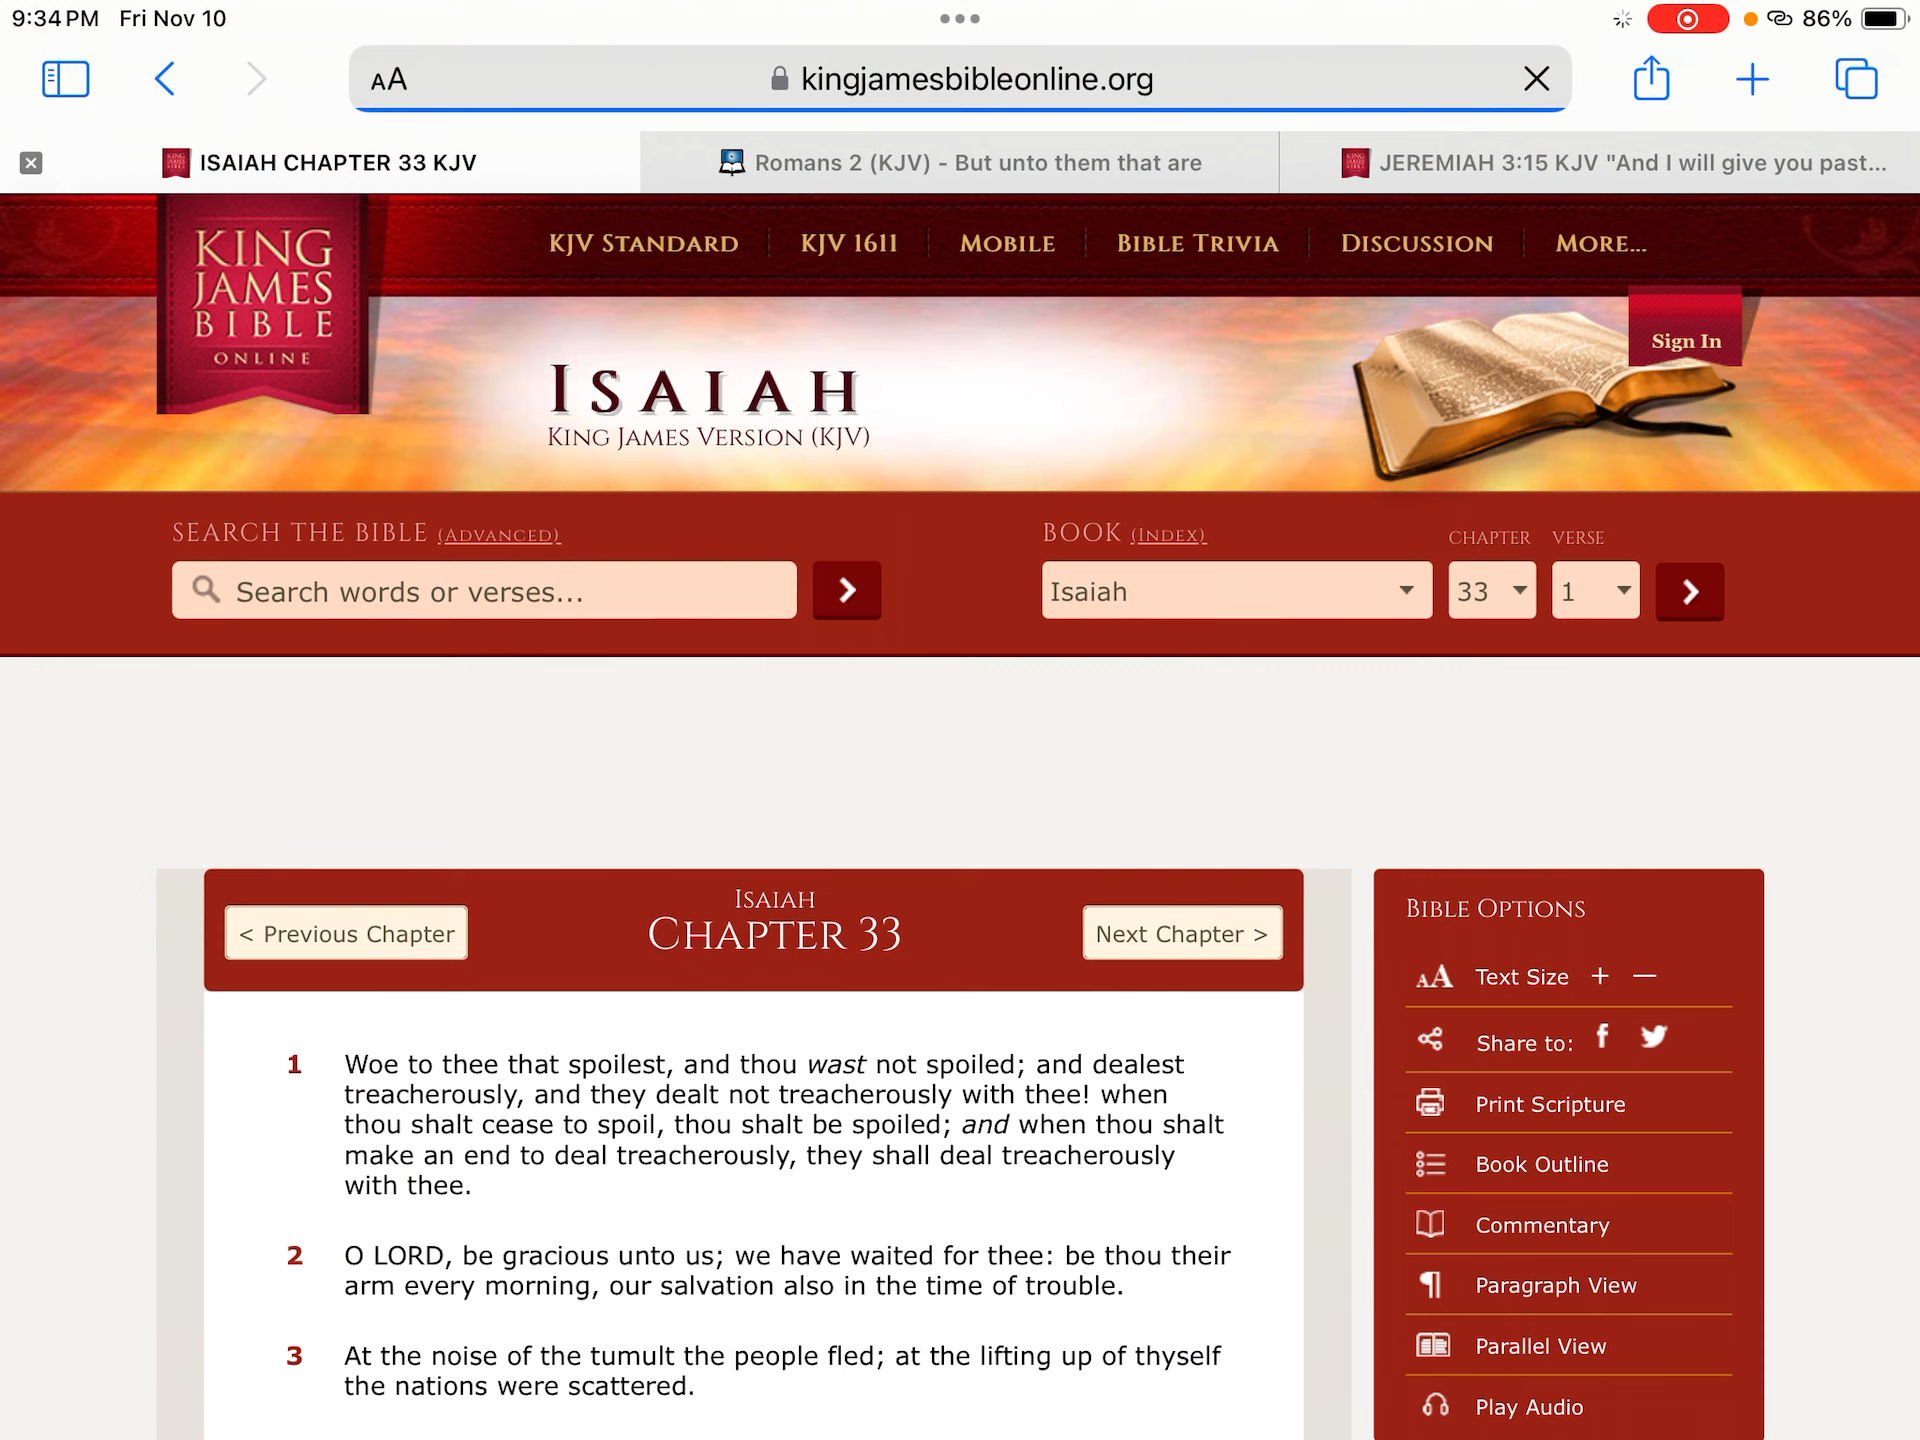 9:34 PM Fri Nov 10
86%
AA
kingjamesbibleonline.org
ISAIAH CHAPTER 33 KJV
Romans 2 (KJV) - But unto them that are
JEREMIAH 3:15 KJV "And I will give you past...
KING
JAMES
BIBLE
ONLINE
KJV STANDARD
KJV 1611
MOBILE
BIBLE TRIVIA
DISCUSSION
MORE...
Sign In
ISAIAH
KING JAMES VERSION (KJV)
SEARCH THE BIBLE (ADVANCED)
Search words or verses...
BOOK (INDEX)
CHAPTER
VERSE
Isaiah
33
1
< Previous Chapter
ISAIAH
CHAPTER 33
Next Chapter >
1 Woe to thee that spoilest, and thou wast not spoiled; and dealest
treacherously, and they dealt not treacherously with thee! when
thou shalt cease to spoil, thou shalt be spoiled; and when thou shalt
make an end to deal treacherously, they shall deal treacherously
with thee.
2 O LORD, be gracious unto us; we have waited for thee: be thou their
arm every morning, our salvation also in the time of trouble.
3 At the noise of the tumult the people fled; at the lifting up of thyself
the nations were scattered.
BIBLE OPTIONS
AA Text Size + —
Share to:
Print Scripture
Book Outline
Commentary
Paragraph View
Parallel View
Play Audio